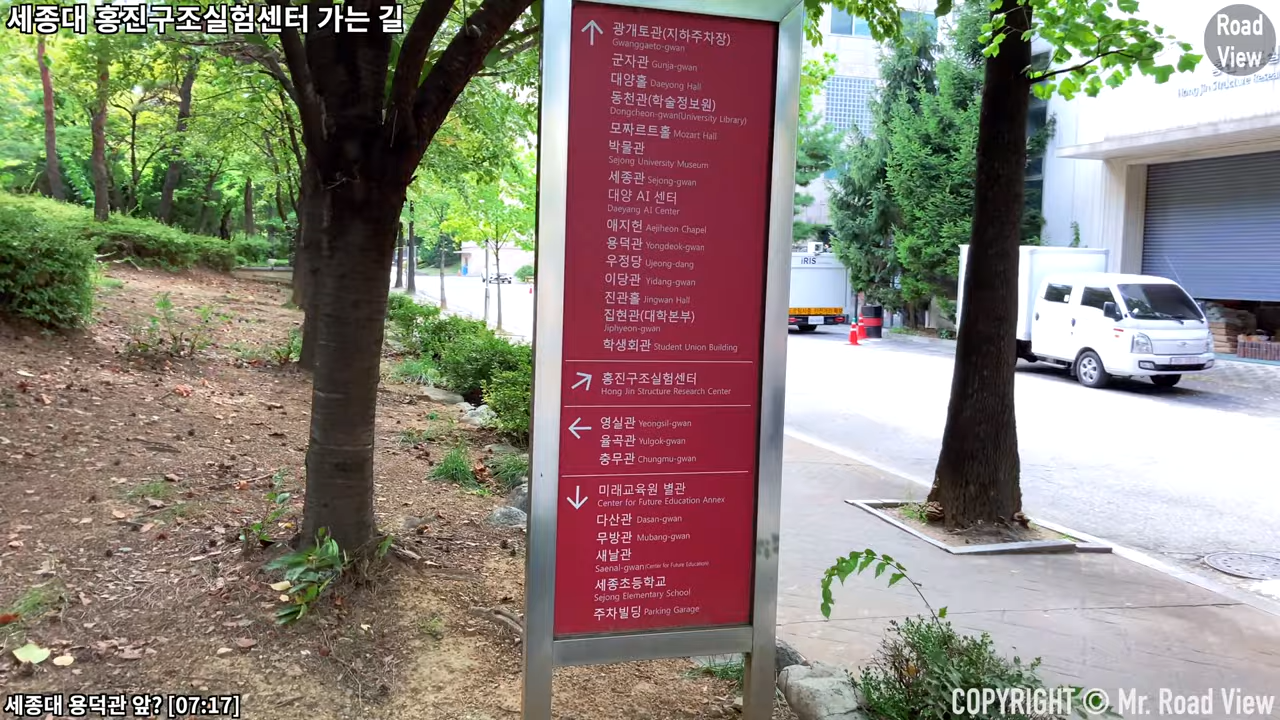 세종대 홍진구조실험센터 가는 길
Road
View
광개토관(지하주차장)
Gwanggaeto-gwan
군자관 Gunja-gwan
대양홀 Daeyong Hall
동천관(학술정보원)
Dongcheon-gwan(University Library)
모짜르트홀 Mozart Hall
박물관
Sejong University Museum
세종관 Sejong-gwan
대양 AI 센터
Daeyang AI Center
애지헌 Aejiheon Chapel
용덕관 Yongdeok-gwan
우정당 Ujeong-dang
이당관 Yidang-gwan
진관홀 Jingwan Hall
집현관(대학본부)
Jiphyeon-gwan
학생회관 Student Union Building
홍진구조실험센터
Hong Jin Structure Research Center
영실관 Yeongsil-gwan
율곡관 Yulgok-gwan
충무관 Chungmu-gwan
미래교육원 별관
Center for Future Education Annex
다산관 Dasan-gwan
무방관 Mubang-gwan
새날관
Saenal-gwan(Center for Future Education)
세종초등학교
Sejong Elementary School
주차빌딩 Parking Garage
Hong Jin Structure
IRIS
세종대 용덕관 앞? [07:17]
COPYRIGHT © Mr. Road View